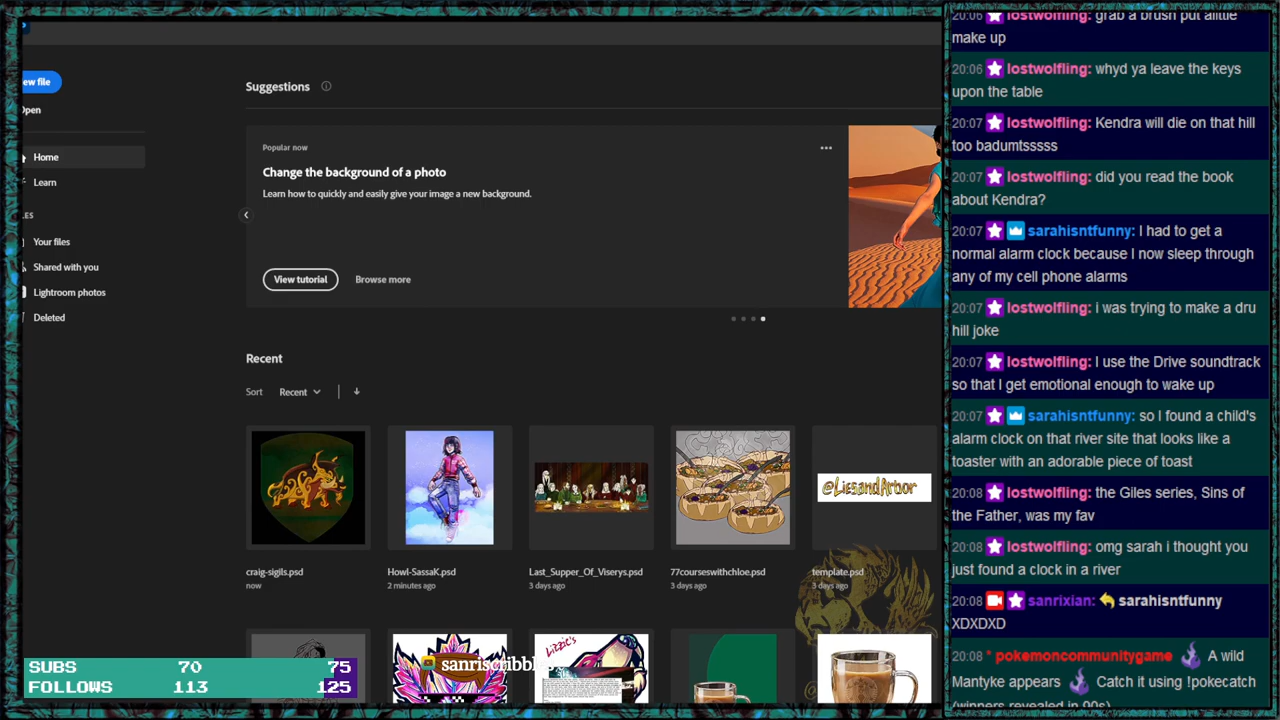 ew file
Open
Home
Learn
LES
Your files
Shared with you
Lightroom photos
Deleted
Suggestions
Popular now
Change the background of a photo
Learn how to quickly and easily give your image a new background.
View tutorial
Browse more
Recent
Sort Recent
@LiesandArbor
craig-sigils.psd
now
Howl-SassaK.psd
2 minutes ago
Last_Supper_Of_Viserys.psd
3 days ago
77courseswithchloe.psd
3 days ago
template.psd
3 days ago
Lizzie's
SUBS 70 75
FOLLOWS 113 125
20:06 lostwolfling: grab a brush put alittle
make up
20:06 lostwolfling: whyd ya leave the keys
upon the table
20:07 lostwolfling: Kendra will die on that hill
too badumtsssss
20:07 lostwolfling: did you read the book
about Kendra?
20:07 sarahisntfunny: I had to get a
normal alarm clock because I now sleep through
any of my cell phone alarms
20:07 lostwolfling: i was trying to make a dru
hill joke
20:07 lostwolfling: I use the Drive soundtrack
so that I get emotional enough to wake up
20:07 sarahisntfunny: so I found a child's
alarm clock on that river site that looks like a
toaster with an adorable piece of toast
20:08 lostwolfling: the Giles series, Sins of
the Father, was my fav
20:08 lostwolfling: omg sarah i thought you
just found a clock in a river
20:08 sanrixian: sarahisntfunny
XDXDXD
20:08 * pokemoncommunitygame A wild
Mantyke appears Catch it using !pokecatch
(winners revealed in 90s)